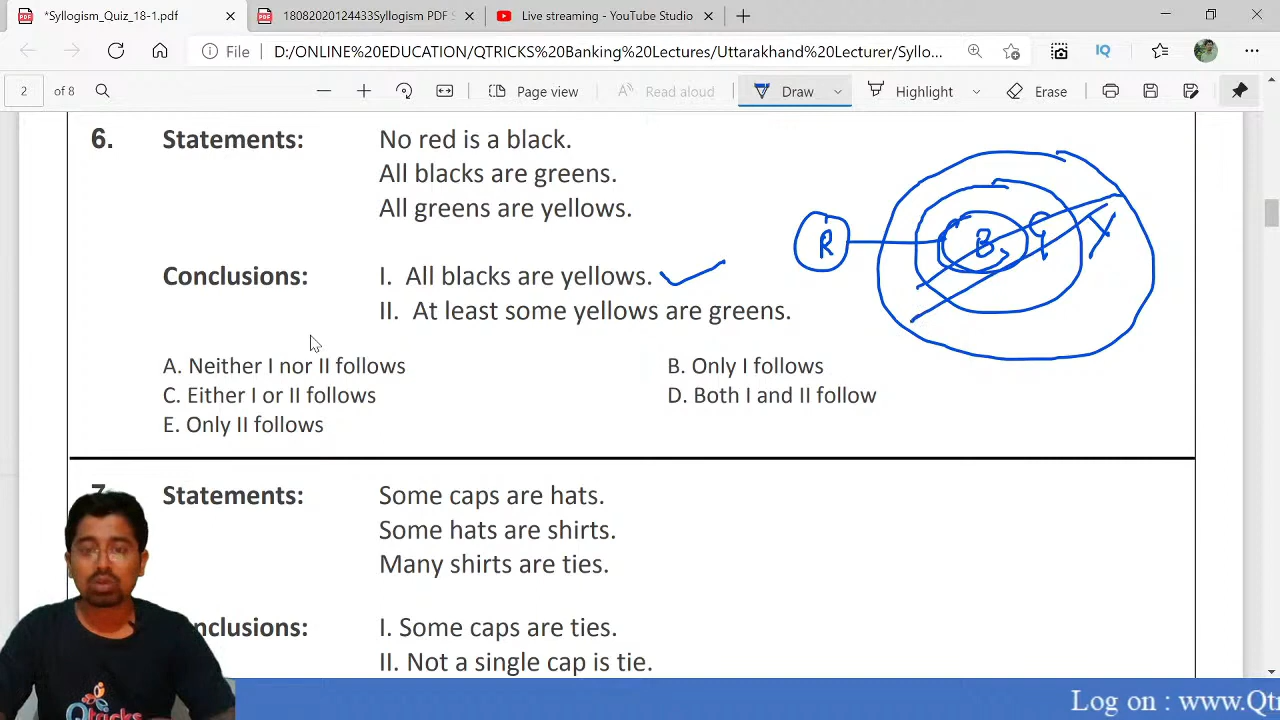 *Syllogism_Quiz_18-1.pdf
18082020124433Syllogism PDF S
Live streaming - YouTube Studio
File
D:/ONLINE%20EDUCATION/QTRICKS%20Banking%20Lectures/Uttarakhand%20Lecturer/Syllo...
IQ
2 of 8
Page view
Read aloud
Draw
Highlight
Erase
6. Statements: No red is a black.
All blacks are greens.
All greens are yellows.
R B G Y
Conclusions: I. All blacks are yellows.
II. At least some yellows are greens.
A. Neither I nor II follows B. Only I follows
C. Either I or II follows D. Both I and II follow
E. Only II follows
7. Statements: Some caps are hats.
Some hats are shirts.
Many shirts are ties.
nclusions: I. Some caps are ties.
II. Not a single cap is tie.
Qtricks
Log on : www.Qt